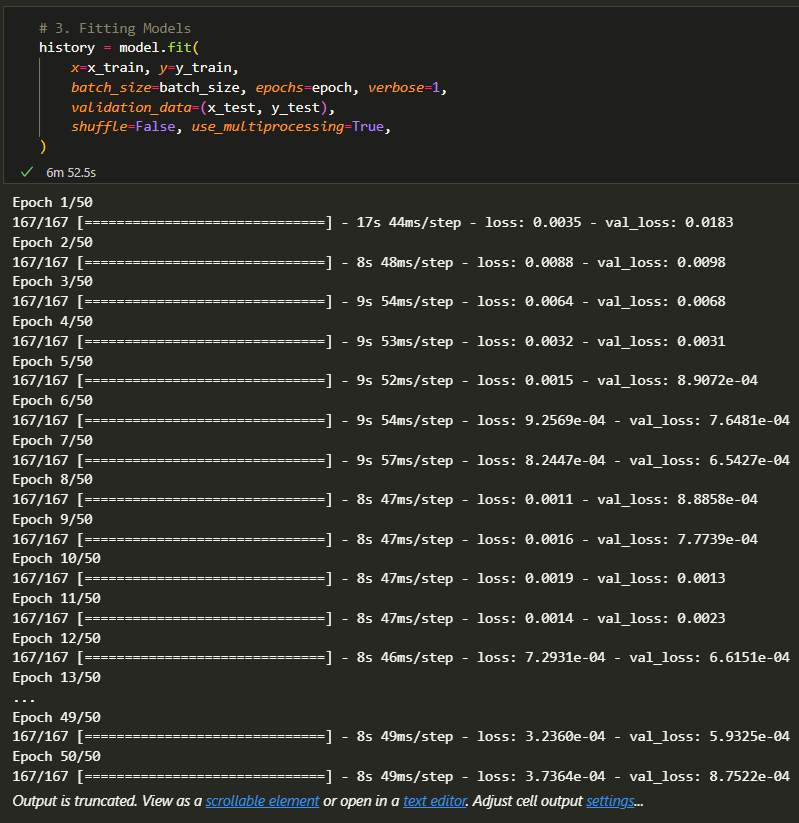 # 3. Fitting Models
history = model.fit(
x=x_train, y=y_train,
batch_size=batch_size, epochs=epoch, verbose=1,
validation_data=(x_test, y_test),
shuffle=False, use_multiprocessing=True,
)
6m 52.5s
Epoch 1/50
167/167 [==============================] - 17s 44ms/step - loss: 0.0035 - val_loss: 0.0183
Epoch 2/50
167/167 [==============================] - 8s 48ms/step - loss: 0.0088 - val_loss: 0.0098
Epoch 3/50
167/167 [==============================] - 9s 54ms/step - loss: 0.0064 - val_loss: 0.0068
Epoch 4/50
167/167 [==============================] - 9s 53ms/step - loss: 0.0032 - val_loss: 0.0031
Epoch 5/50
167/167 [==============================] - 9s 52ms/step - loss: 0.0015 - val_loss: 8.9072e-04
Epoch 6/50
167/167 [==============================] - 9s 54ms/step - loss: 9.2569e-04 - val_loss: 7.6481e-04
Epoch 7/50
167/167 [==============================] - 9s 57ms/step - loss: 8.2447e-04 - val_loss: 6.5427e-04
Epoch 8/50
167/167 [==============================] - 8s 47ms/step - loss: 0.0011 - val_loss: 8.8858e-04
Epoch 9/50
167/167 [==============================] - 8s 47ms/step - loss: 0.0016 - val_loss: 7.7739e-04
Epoch 10/50
167/167 [==============================] - 8s 47ms/step - loss: 0.0019 - val_loss: 0.0013
Epoch 11/50
167/167 [==============================] - 8s 47ms/step - loss: 0.0014 - val_loss: 0.0023
Epoch 12/50
167/167 [==============================] - 8s 46ms/step - loss: 7.2931e-04 - val_loss: 6.6151e-04
Epoch 13/50
...
Epoch 49/50
167/167 [==============================] - 8s 49ms/step - loss: 3.2360e-04 - val_loss: 5.9325e-04
Epoch 50/50
167/167 [==============================] - 8s 49ms/step - loss: 3.7364e-04 - val_loss: 8.7522e-04
Output is truncated. View as a scrollable element or open in a text editor. Adjust cell output settings...